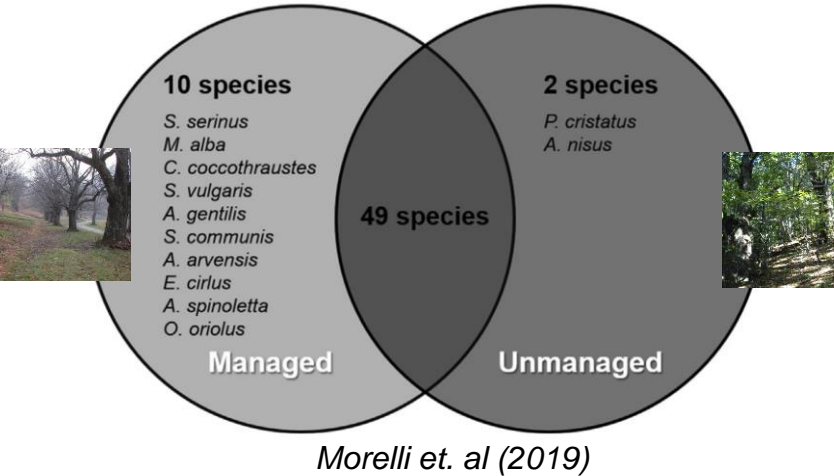 10 species
S. serinus
M. alba
C. coccothraustes
S. vulgaris
A. gentilis
S. communis
A. arvensis
E. cirlus
A. spinoletta
O. oriolus
Managed
49 species
2 species
P. cristatus
A. nisus
Unmanaged
Morelli et. al (2019)